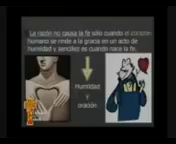 La razón no causa la fe sólo cuando el corazón
humano se rinde a la gracia en un acto de
humildad y sencillez es cuando nace la fe.
Humildad
y
oración